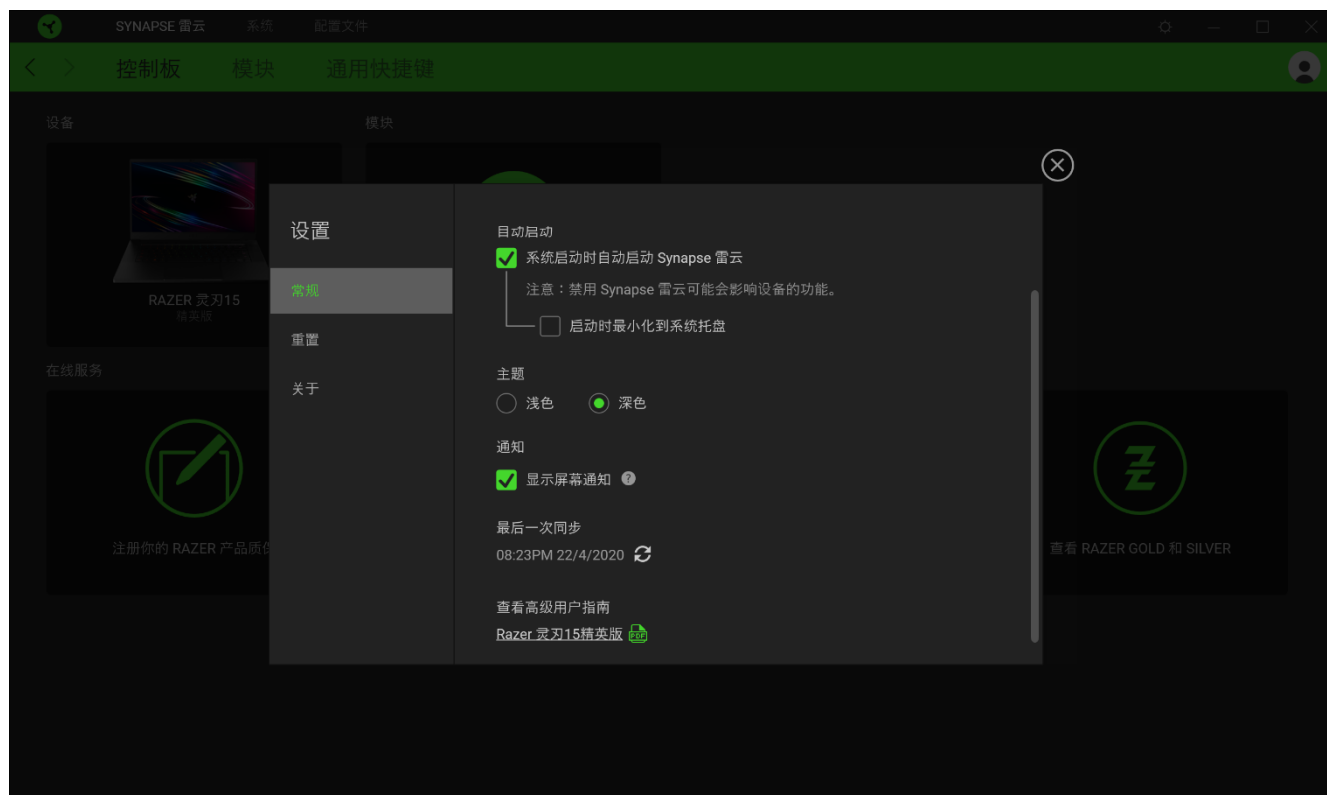 SYNAPSE 雷云 系统 配置文件
控制板 模块 通用快捷键
设备 模块
RAZER 灵刃15
精英版
在线服务
注册你的 RAZER 产品质保
查看 RAZER GOLD 和 SILVER
设置
常规
重置
关于
自动启动
系统启动时自动启动 Synapse 雷云
注意：禁用 Synapse 雷云可能会影响设备的功能。
启动时最小化到系统托盘
主题
浅色 深色
通知
显示屏幕通知 ?
最后一次同步
08:23PM 22/4/2020
查看高级用户指南
Razer 灵刃15精英版 PDF